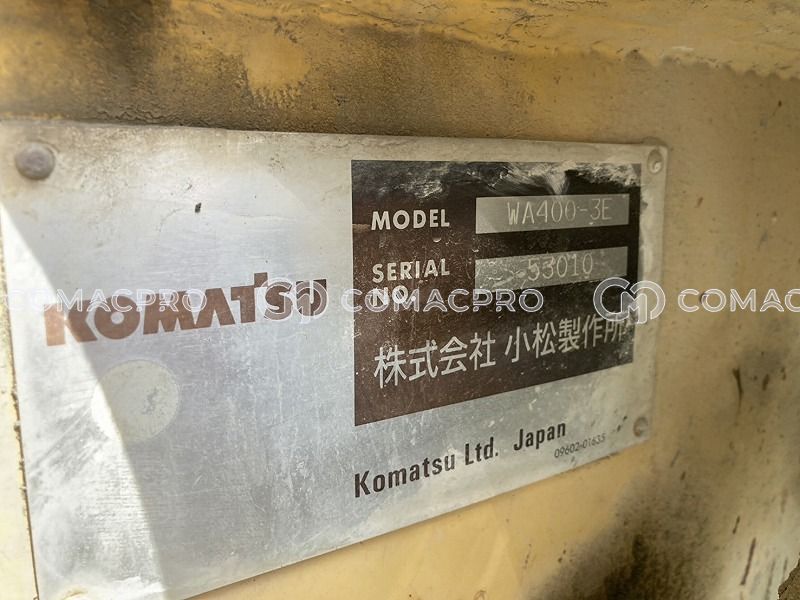 KOMATSU
MODEL WA400-3E
SERIAL NO. 53010
株式会社 小松製作所
Komatsu Ltd. Japan
09602-01635
COMACPRO COMACPRO COMAC